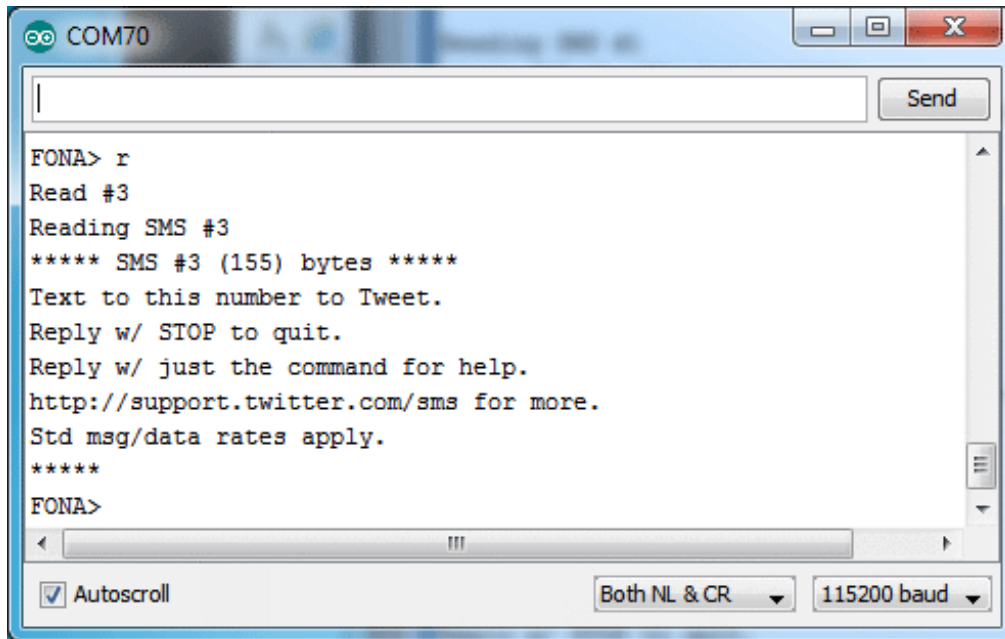 COM70
Send
FONA> r
Read #3
Reading SMS #3
***** SMS #3 (155) bytes *****
Text to this number to Tweet.
Reply w/ STOP to quit.
Reply w/ just the command for help.
http://support.twitter.com/sms for more.
Std msg/data rates apply.
*****
FONA>
Autoscroll
Both NL & CR
115200 baud